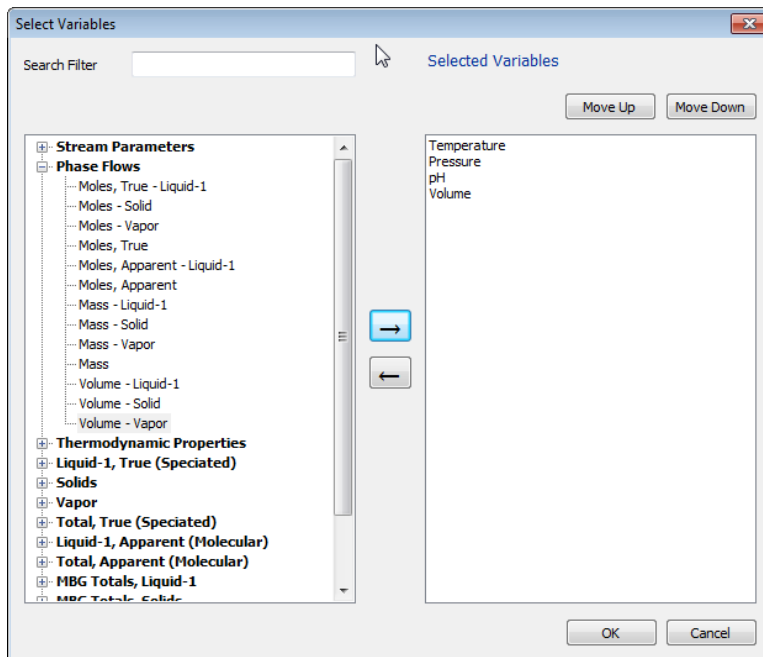 Select Variables
Search Filter
Selected Variables
Move Up
Move Down
Stream Parameters
Phase Flows
Moles, True - Liquid-1
Moles - Solid
Moles - Vapor
Moles, True
Moles, Apparent - Liquid-1
Moles, Apparent
Mass - Liquid-1
Mass - Solid
Mass - Vapor
Mass
Volume - Liquid-1
Volume - Solid
Volume - Vapor
Thermodynamic Properties
Liquid-1, True (Speciated)
Solids
Vapor
Total, True (Speciated)
Liquid-1, Apparent (Molecular)
Total, Apparent (Molecular)
MBG Totals, Liquid-1
MBG Totals, Solids
Temperature
Pressure
pH
Volume
OK
Cancel